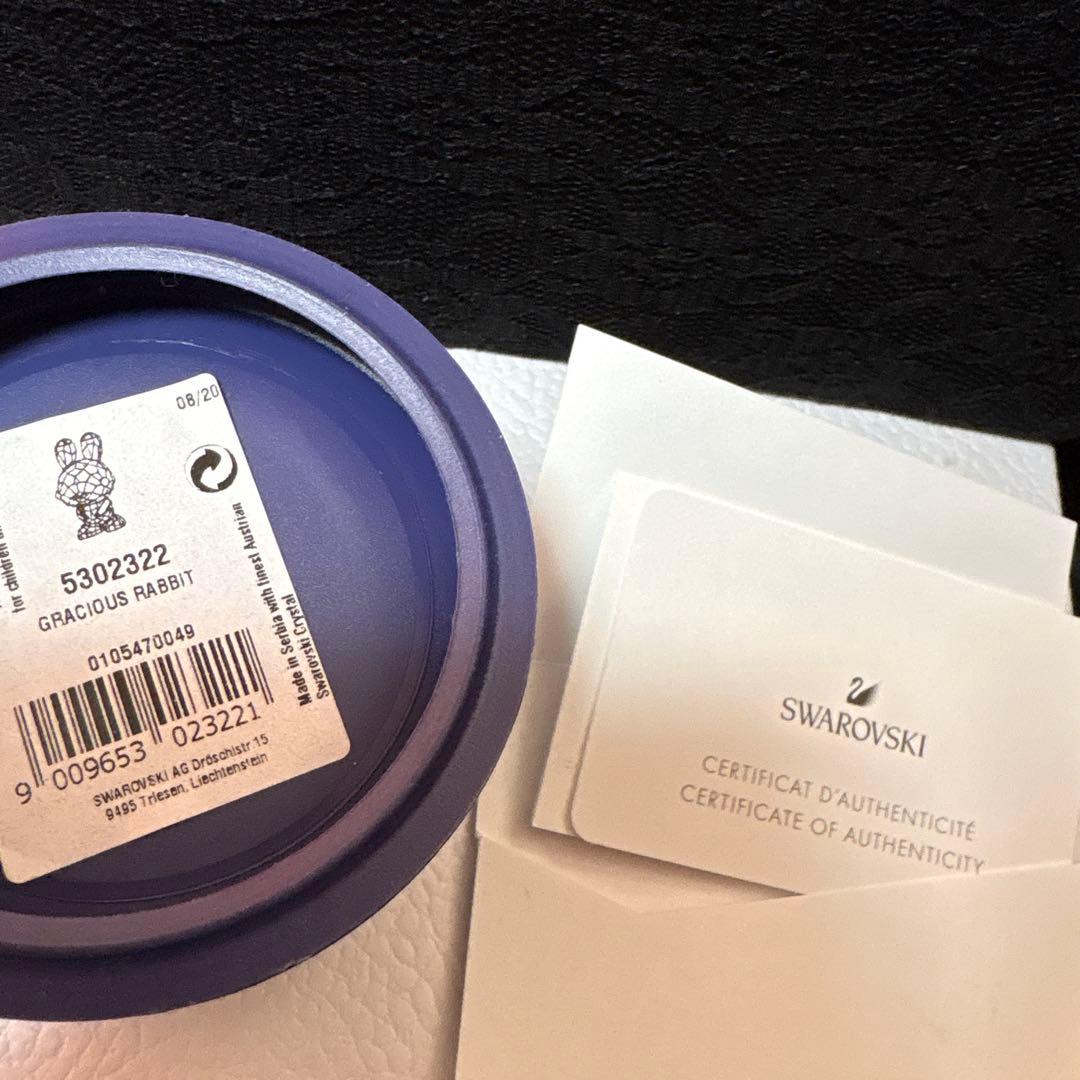 08/20
for children
5302322
GRACIOUS RABBIT
0105470049
9 009653 023221
SWAROVSKI AG Dröschistr.15
9495 Triesen, Liechtenstein
Made in Serbia with finest Austrian
Swarovski Crystal
SWAROVSKI
CERTIFICAT D'AUTHENTICITÉ
CERTIFICATE OF AUTHENTICITY